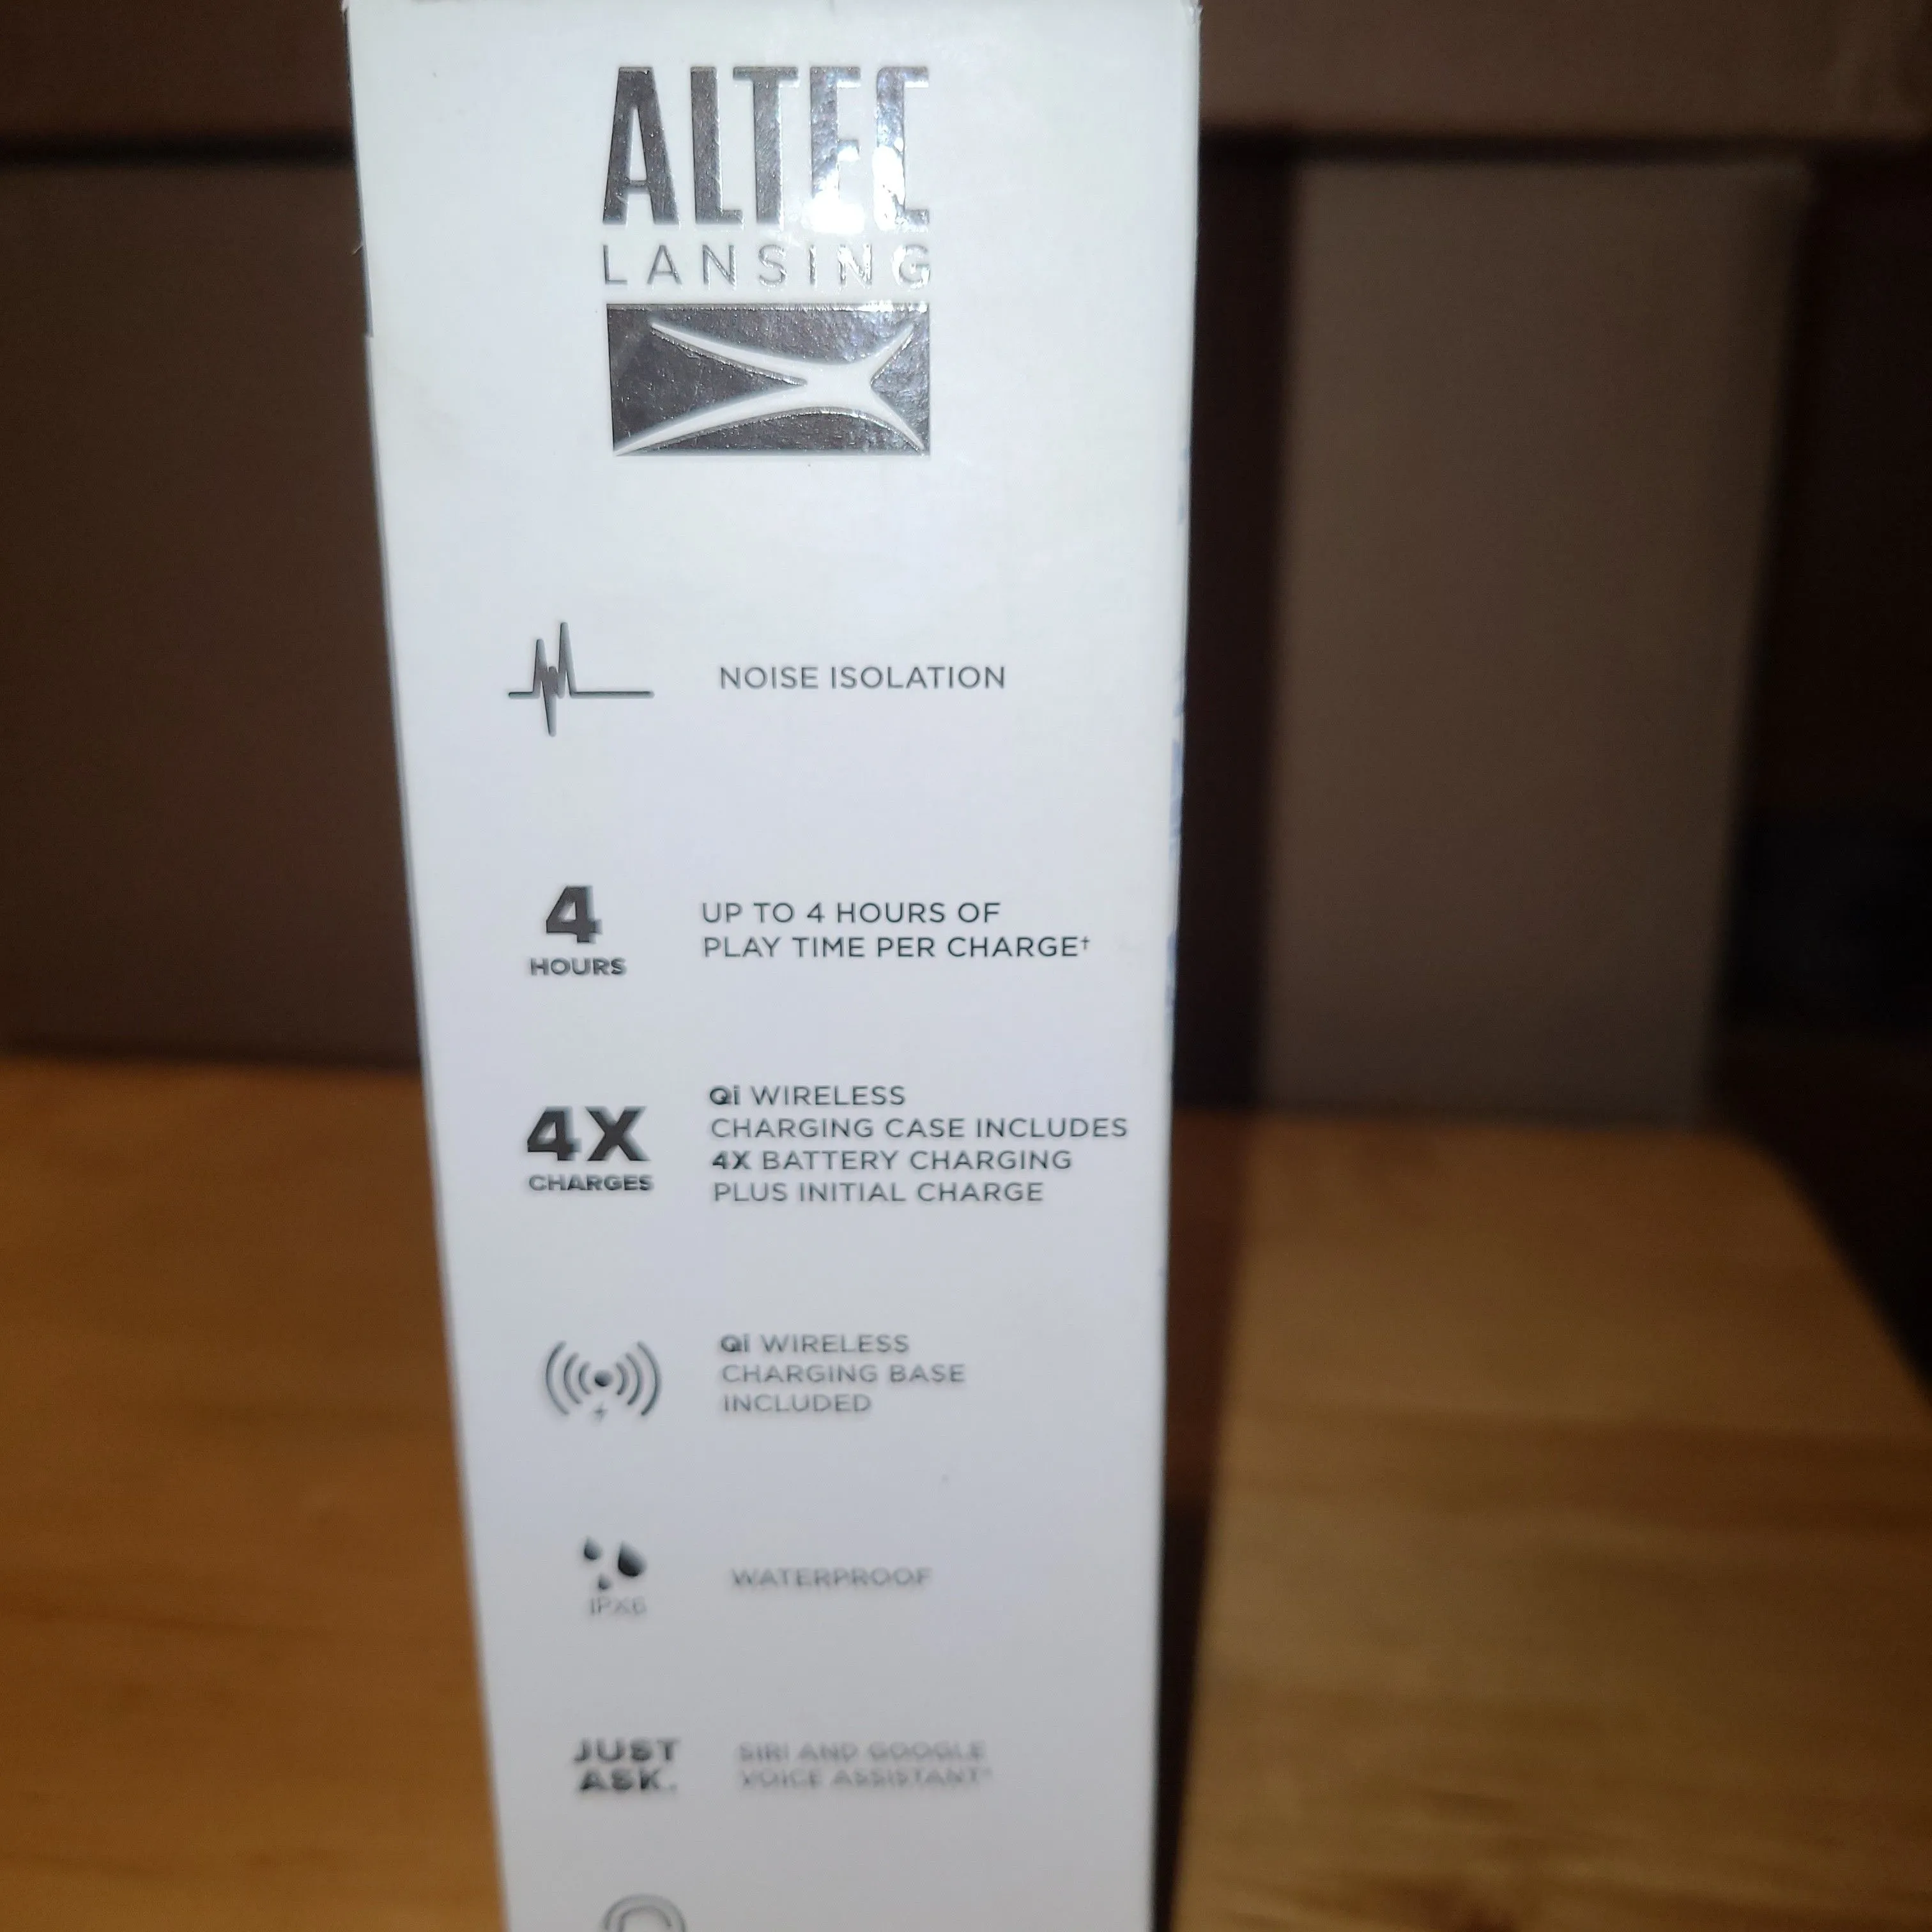 ALTEC
LANSING
NOISE ISOLATION
4
HOURS
UP TO 4 HOURS OF
PLAY TIME PER CHARGE†
4X
CHARGES
Qi WIRELESS
CHARGING CASE INCLUDES
4X BATTERY CHARGING
PLUS INITIAL CHARGE
Qi WIRELESS
CHARGING BASE
INCLUDED
IPX6
WATERPROOF
JUST
ASK.
SIRI AND GOOGLE
VOICE ASSISTANT*